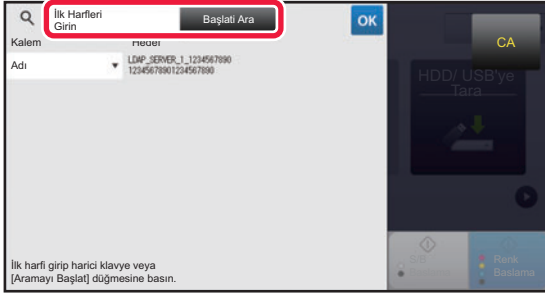 İlk Harfleri
Girin
Başlati Ara
OK
CA
Kalem
Hedef
Adı
LDAP_SERVER_1_1234567890
12345678901234567890
HDD/ USB'ye
Tara
İlk harfi girip harici klavye veya
[Aramayı Başlat] düğmesine basın.
S/B
Renk
Başlama